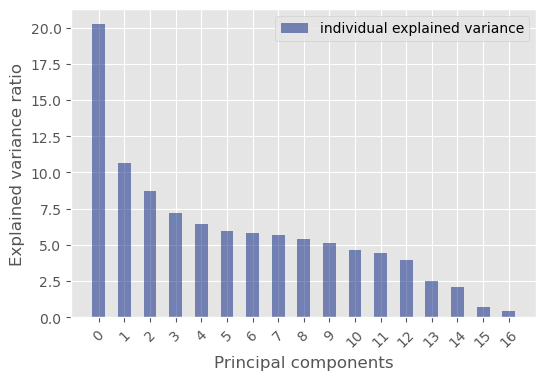 individual explained variance
Explained variance ratio
20.0
17.5
15.0
12.5
10.0
7.5
5.0
2.5
0.0
0 1 2 3 4 5 6 7 8 9 10 11 12 13 14 15 16
Principal components